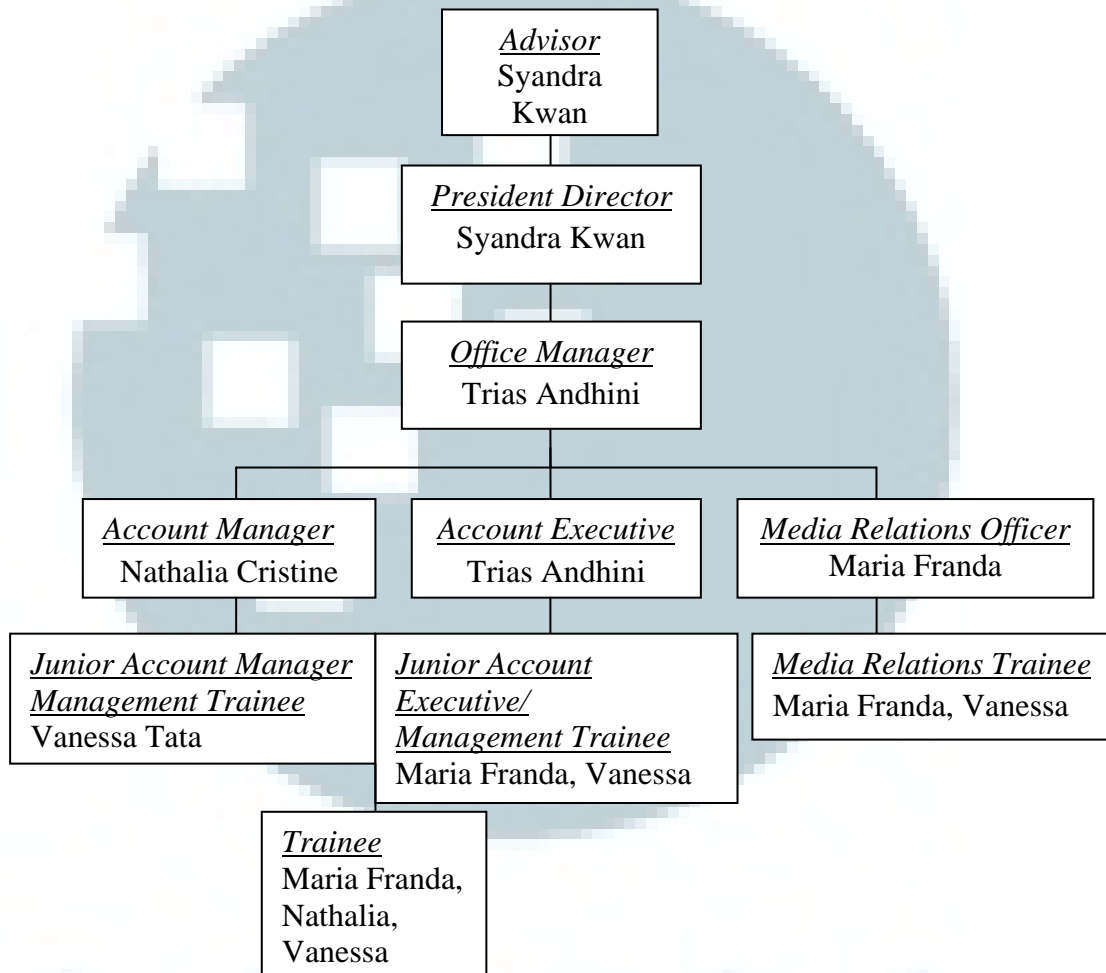 Advisor
Syandra
Kwan
President Director
Syandra Kwan
Office Manager
Trias Andhini
Account Manager
Nathalia Cristine
Account Executive
Trias Andhini
Media Relations Officer
Maria Franda
Junior Account Manager
Management Trainee
Vanessa Tata
Junior Account
Executive/
Management Trainee
Maria Franda, Vanessa
Media Relations Trainee
Maria Franda, Vanessa
Trainee
Maria Franda,
Nathalia,
Vanessa